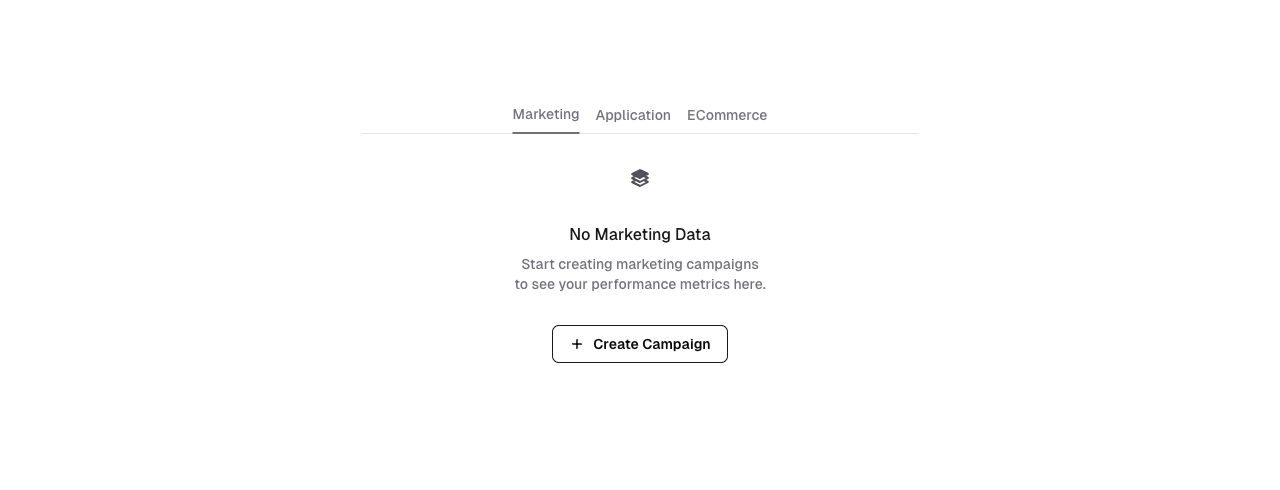 Marketing Application ECommerce
No Marketing Data
Start creating marketing campaigns
to see your performance metrics here.
Create Campaign